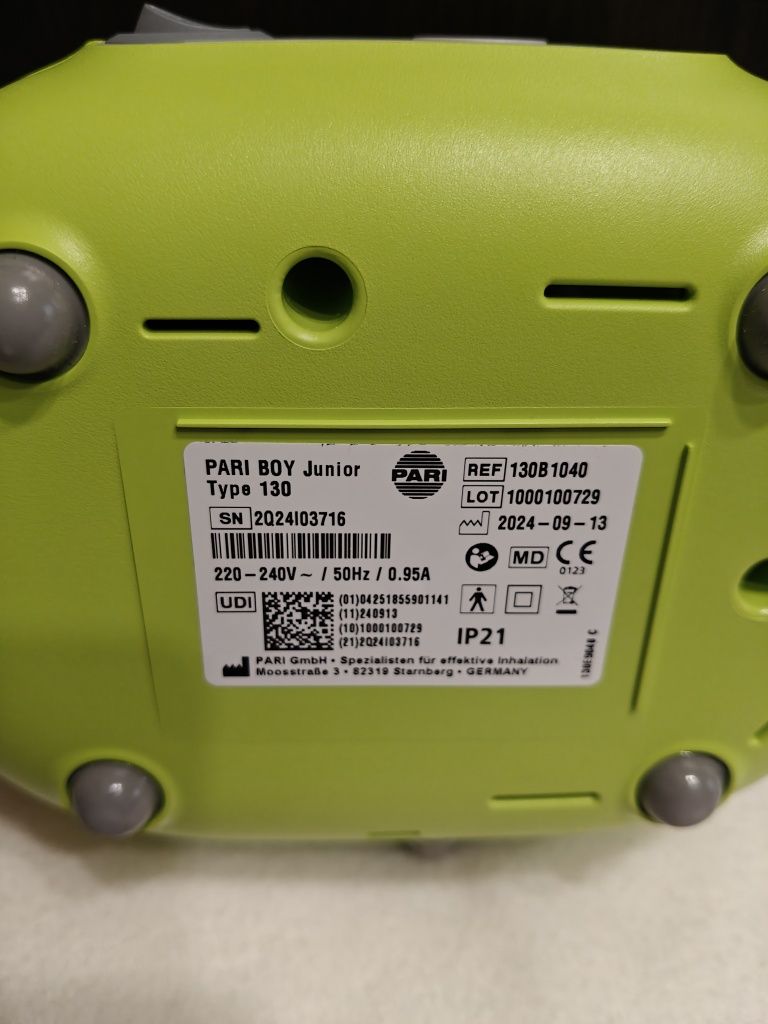 PARI BOY Junior
Type 130
PARI
SN 2Q24I03716
220-240V~ / 50Hz / 0.95A
UDI
(01)04251855901141
(11)240913
(10)1000100729
(21)2Q24I03716
REF 130B1040
LOT 1000100729
2024-09-13
MD CE
0123
IP21
PARI GmbH • Spezialisten für effektive Inhalation
Moosstraße 3 • 82319 Starnberg • GERMANY